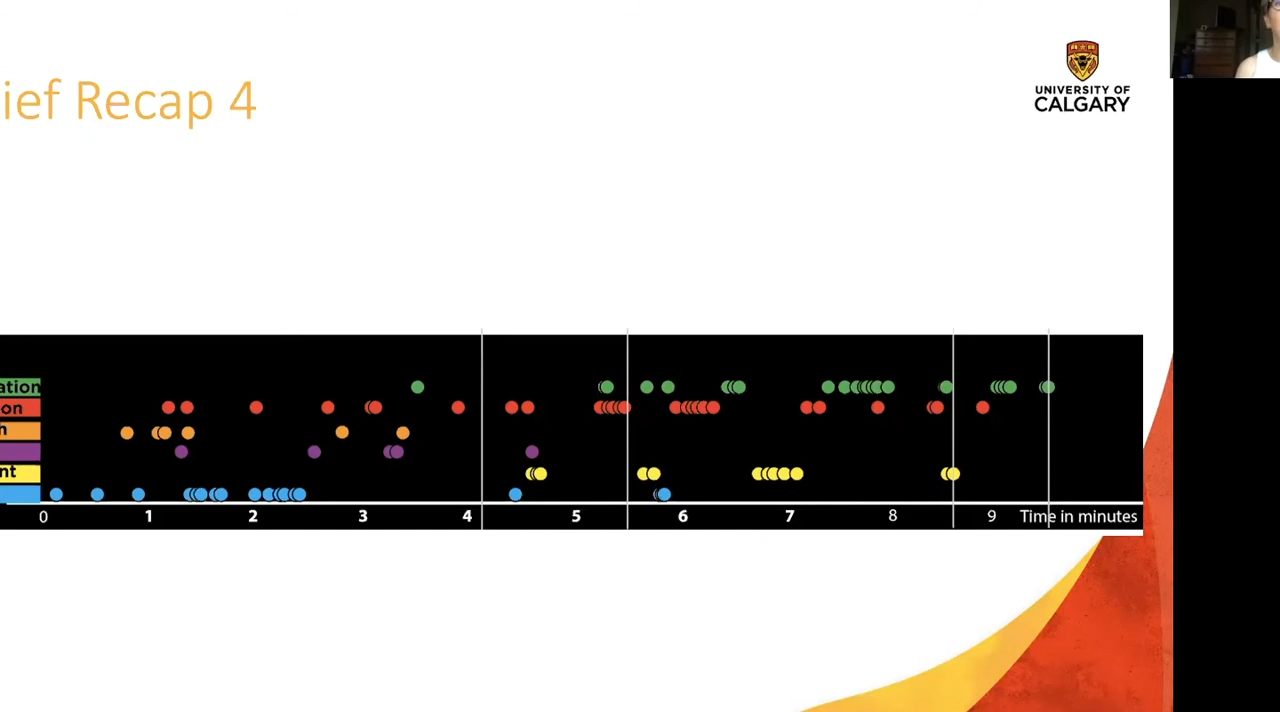 ief Recap 4
UNIVERSITY OF
CALGARY
ation
on
h
nt
0 1 2 3 4 5 6 7 8 9 Time in minutes